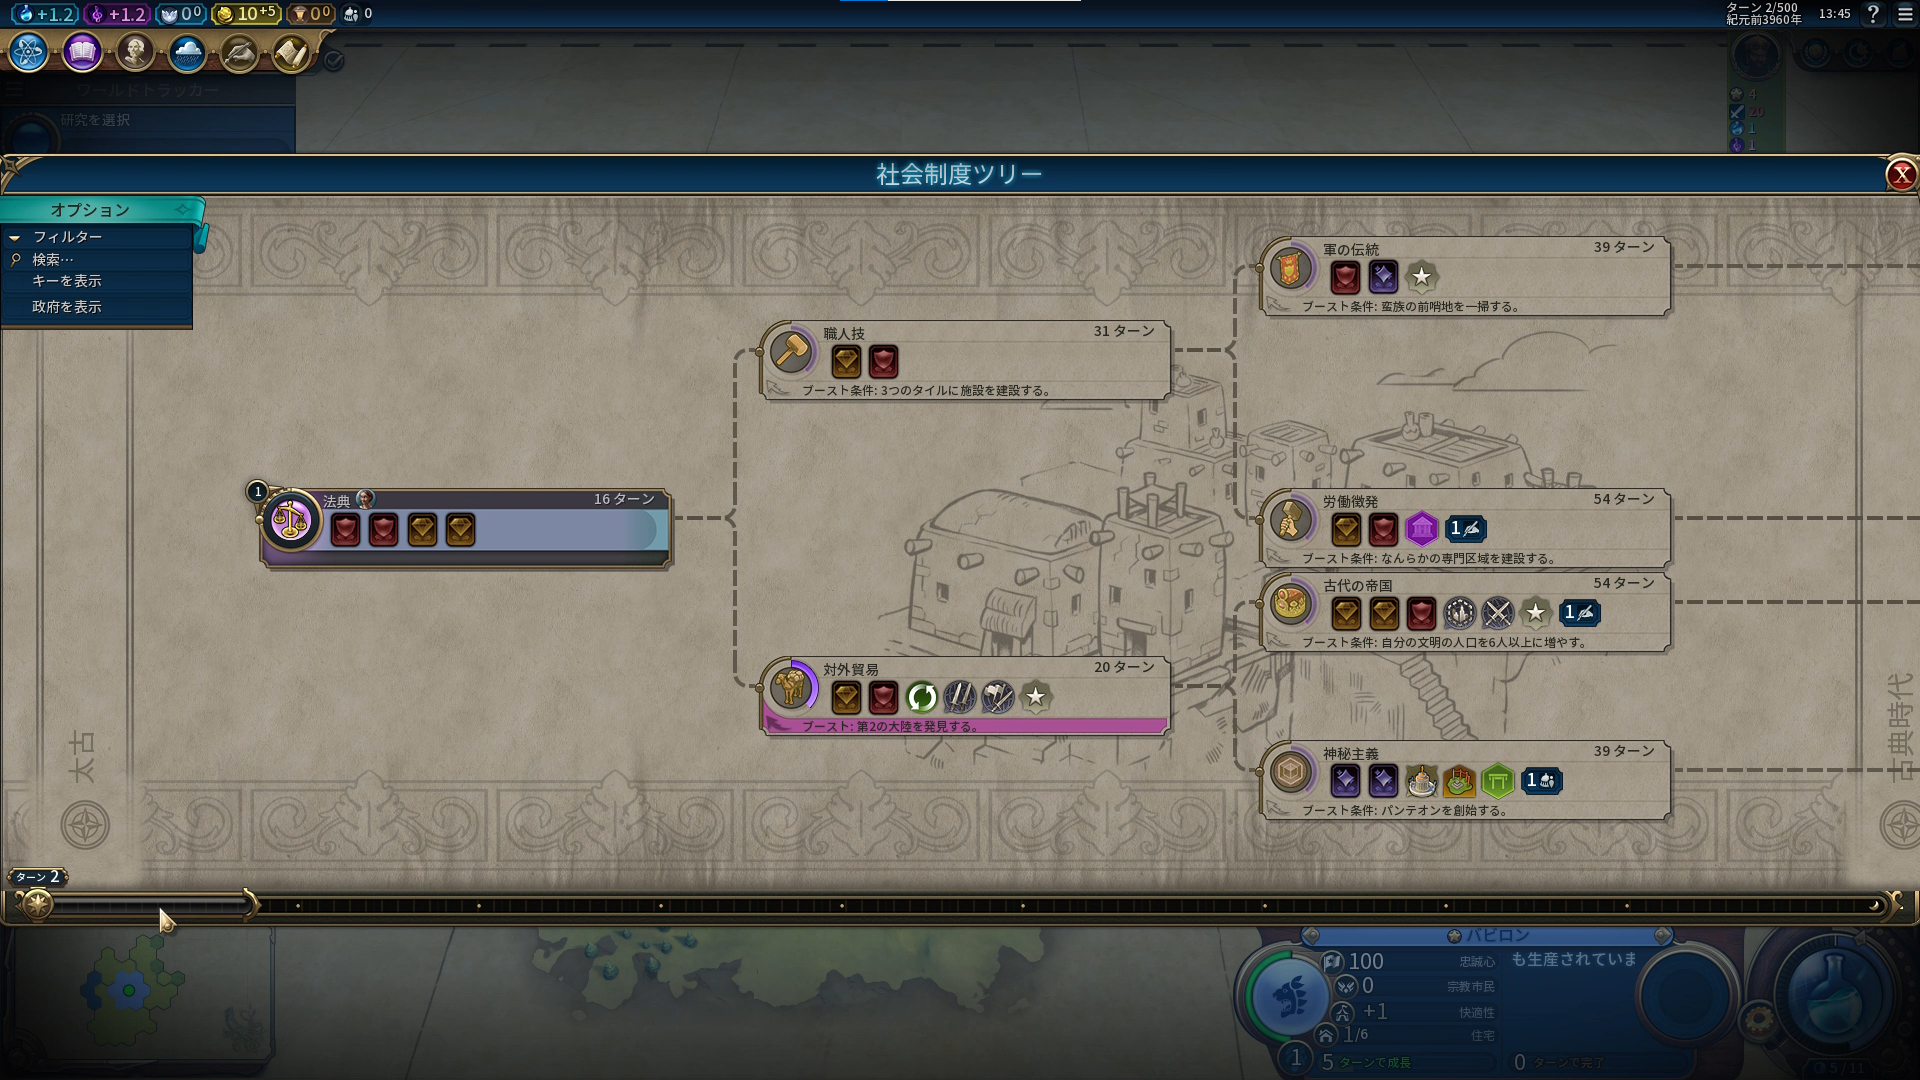 +1.2 +1.2 0 0 10 +5 0 0 0
ターン 2/500
紀元前3960年
13:45
?
ワールドトラッカー
研究を選択
4
20
1
1
社会制度ツリー
X
オプション
フィルター
検索…
キーを表示
政府を表示
軍の伝統 39 ターン
ブースト条件: 蛮族の前哨地を一掃する。
職人技 31 ターン
ブースト条件: 3つのタイルに施設を建設する。
1
法典 16 ターン
労働徴発 54 ターン
1
ブースト条件: なんらかの専門区域を建設する。
古代の帝国 54 ターン
1
ブースト条件: 自分の文明の人口を6人以上に増やす。
対外貿易 20 ターン
ブースト: 第2の大陸を発見する。
神秘主義 39 ターン
1
ブースト条件: パンテオンを創始する。
太古
古典時代
ターン 2
バビロン
100 忠誠心
も生産されていま
0 宗教市民
+1 快適性
1/6 住宅
1
5 ターンで成長
0 ターンで完了
5/11